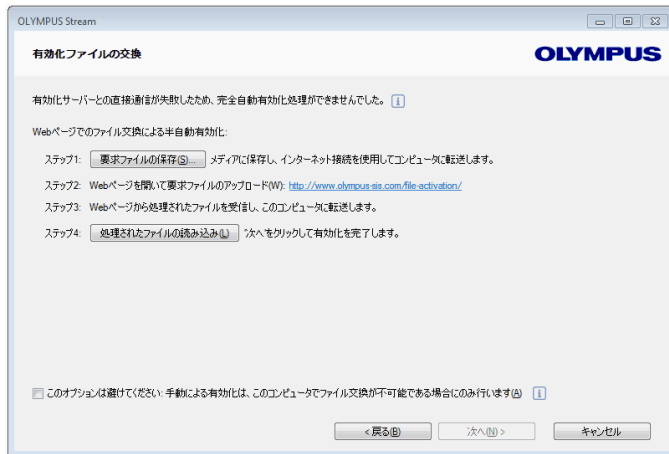 OLYMPUS Stream
有効化ファイルの交換
OLYMPUS
有効化サーバーとの直接通信が失敗したため、完全自動有効化処理ができませんでした。 i
Webページでのファイル交換による半自動有効化:
ステップ1: 要求ファイルの保存(S)... メディアに保存し、インターネット接続を使用してコンピュータに転送します。
ステップ2: Webページを開いて要求ファイルのアップロード(W): http://www.olympus-sis.com/file-activation/
ステップ3: Webページから処理されたファイルを受信し、このコンピュータに転送します。
ステップ4: 処理されたファイルの読み込み(L) 次へをクリックして有効化を完了します。
このオプションは避けてください: 手動による有効化は、このコンピュータでファイル交換が不可能である場合にのみ行います(A) i
<戻る(B) 次へ(N)> キャンセル